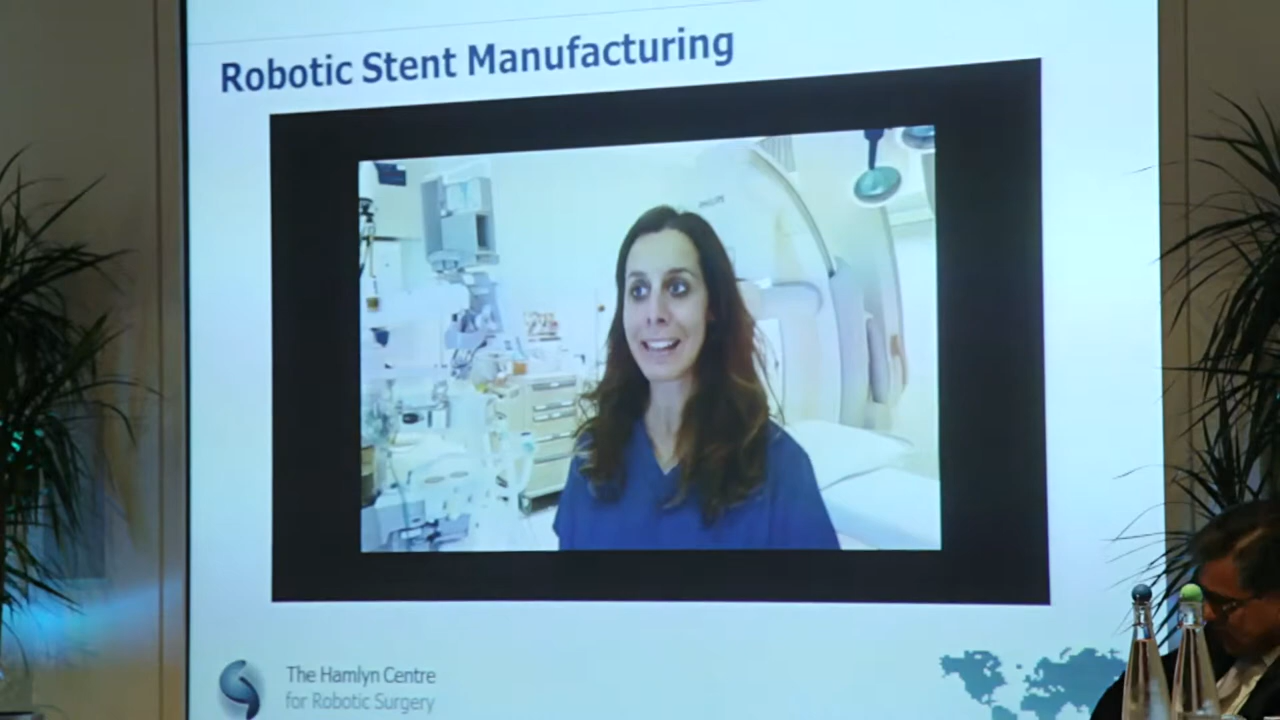 Robotic Stent Manufacturing
The Hamlyn Centre
for Robotic Surgery